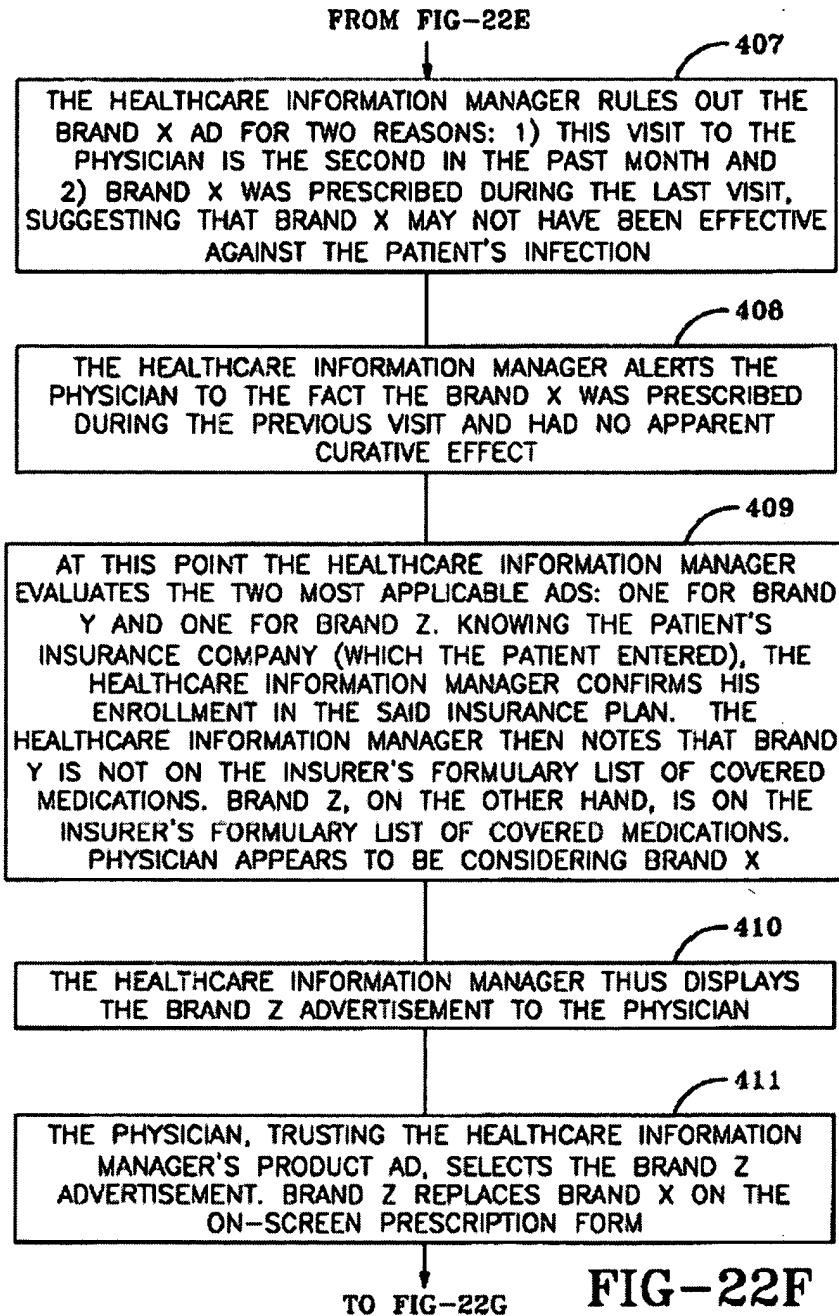 FROM FIG-22E
407
THE HEALTHCARE INFORMATION MANAGER RULES OUT THE
BRAND X AD FOR TWO REASONS: 1) THIS VISIT TO THE
PHYSICIAN IS THE SECOND IN THE PAST MONTH AND
2) BRAND X WAS PRESCRIBED DURING THE LAST VISIT,
SUGGESTING THAT BRAND X MAY NOT HAVE BEEN EFFECTIVE
AGAINST THE PATIENT'S INFECTION
408
THE HEALTHCARE INFORMATION MANAGER ALERTS THE
PHYSICIAN TO THE FACT THE BRAND X WAS PRESCRIBED
DURING THE PREVIOUS VISIT AND HAD NO APPARENT
CURATIVE EFFECT
409
AT THIS POINT THE HEALTHCARE INFORMATION MANAGER
EVALUATES THE TWO MOST APPLICABLE ADS: ONE FOR BRAND
Y AND ONE FOR BRAND Z. KNOWING THE PATIENT'S
INSURANCE COMPANY (WHICH THE PATIENT ENTERED), THE
HEALTHCARE INFORMATION MANAGER CONFIRMS HIS
ENROLLMENT IN THE SAID INSURANCE PLAN. THE
HEALTHCARE INFORMATION MANAGER THEN NOTES THAT BRAND
Y IS NOT ON THE INSURER'S FORMULARY LIST OF COVERED
MEDICATIONS. BRAND Z, ON THE OTHER HAND, IS ON THE
INSURER'S FORMULARY LIST OF COVERED MEDICATIONS.
PHYSICIAN APPEARS TO BE CONSIDERING BRAND X
410
THE HEALTHCARE INFORMATION MANAGER THUS DISPLAYS
THE BRAND Z ADVERTISEMENT TO THE PHYSICIAN
411
THE PHYSICIAN, TRUSTING THE HEALTHCARE INFORMATION
MANAGER'S PRODUCT AD, SELECTS THE BRAND Z
ADVERTISEMENT. BRAND Z REPLACES BRAND X ON THE
ON-SCREEN PRESCRIPTION FORM
TO FIG-22G
FIG-22F